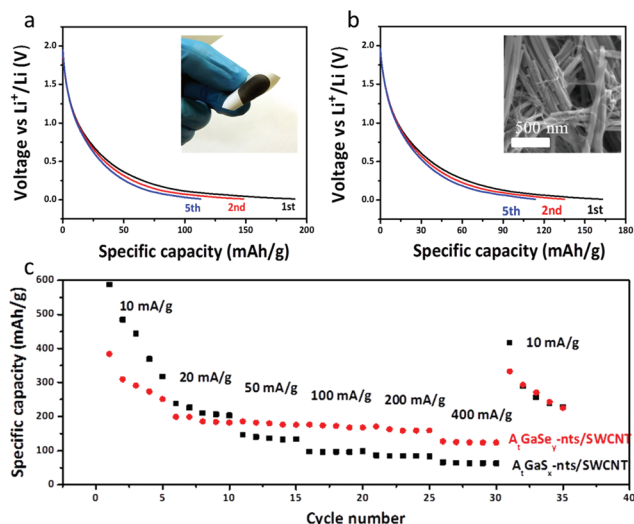 a
Voltage vs Li⁺/Li (V)
2.0
1.5
1.0
0.5
0.0
5th 2nd 1st
0 50 100 150 200
Specific capacity (mAh/g)
b
Voltage vs Li⁺/Li (V)
2.0
1.5
1.0
0.5
0.0
500 nm
5th 2nd 1st
0 30 60 90 120 150 180
Specific capacity (mAh/g)
c
Specific capacity (mAh/g)
600
500
400
300
200
100
0
10 mA/g
20 mA/g
50 mA/g
100 mA/g
200 mA/g
400 mA/g
10 mA/g
AₜGaSeᵧ-nts/SWCNT
AₜGaSₓ-nts/SWCNT
0 5 10 15 20 25 30 35 40
Cycle number